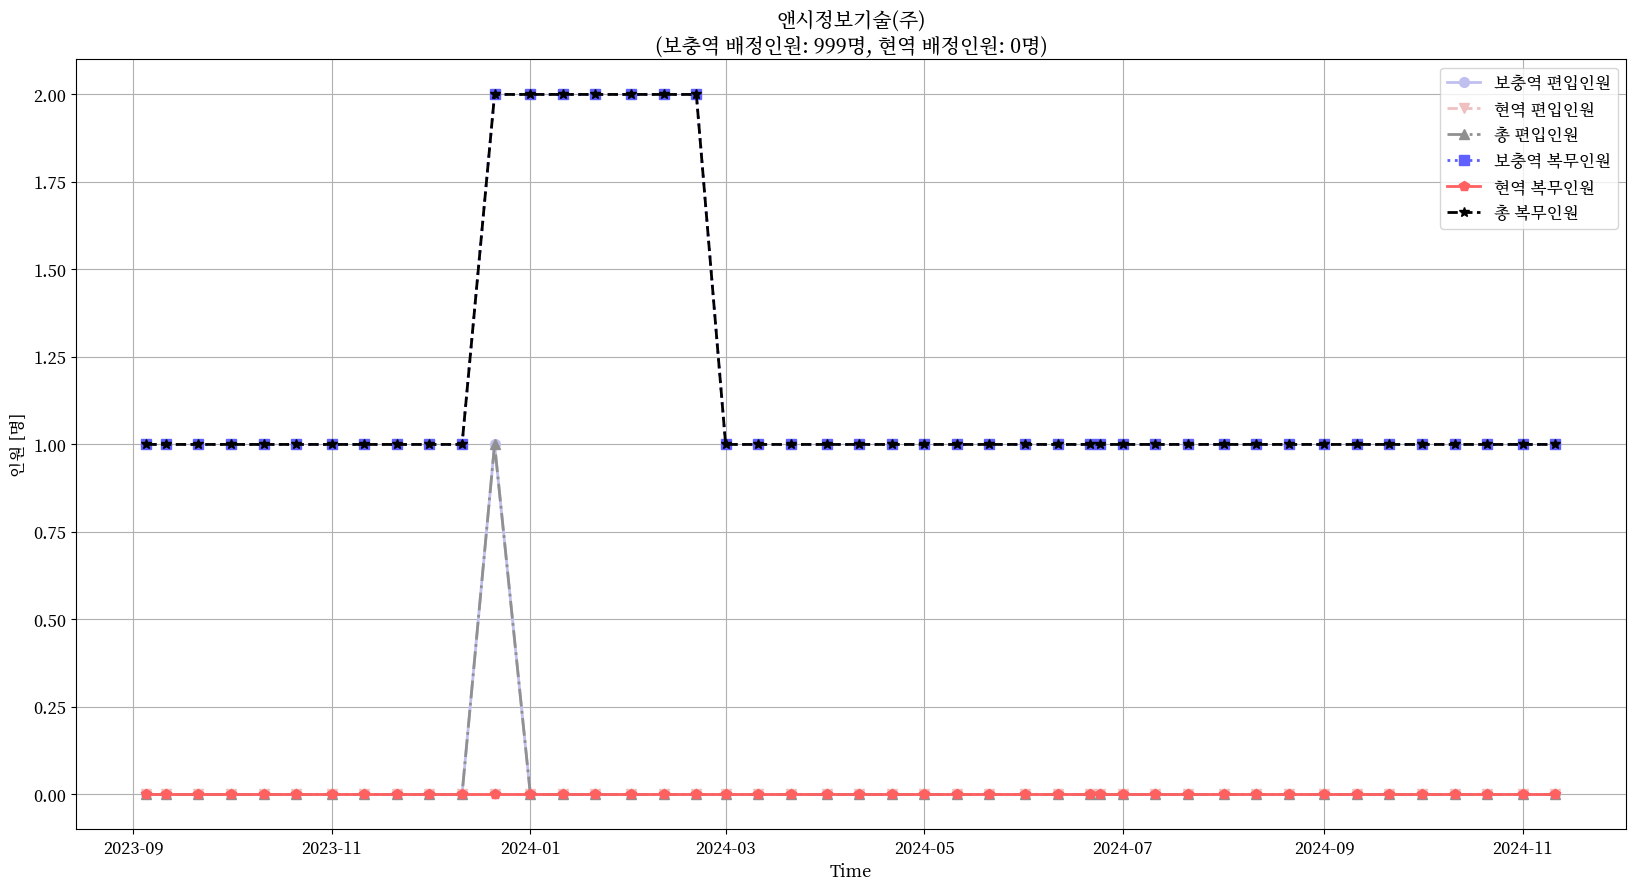 앤시정보기술(주)
(보충역 배정인원: 999명, 현역 배정인원: 0명)
보충역 편입인원
현역 편입인원
총 편입인원
보충역 복무인원
현역 복무인원
총 복무인원
인원 [명]
2.00
1.75
1.50
1.25
1.00
0.75
0.50
0.25
0.00
2023-09 2023-11 2024-01 2024-03 2024-05 2024-07 2024-09 2024-11
Time